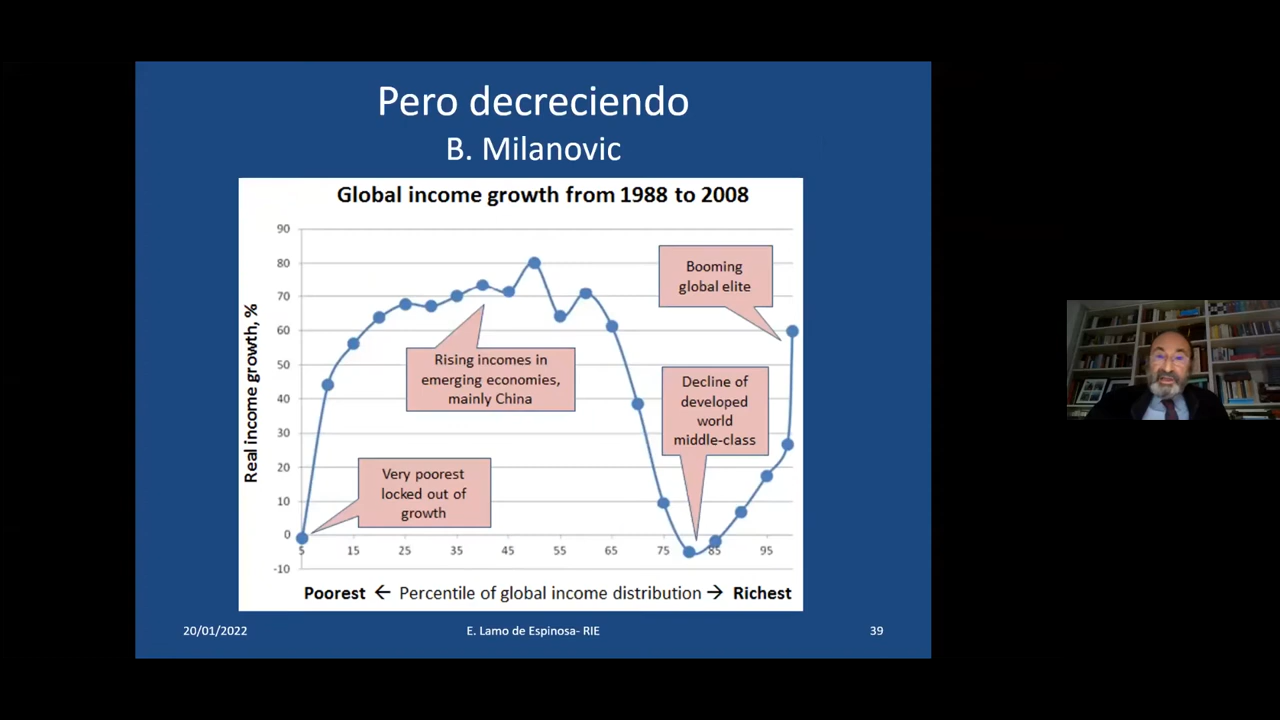 Pero decreciendo
B. Milanovic
Global income growth from 1988 to 2008
90
80
70
60
50
40
30
20
10
0
-10
Real income growth, %
Booming
global elite
Rising incomes in
emerging economies,
mainly China
Decline of
developed
world
middle-class
Very poorest
locked out of
growth
5 15 25 35 45 55 65 75 85 95
Poorest ← Percentile of global income distribution → Richest
20/01/2022 E. Lamo de Espinosa- RIE 39